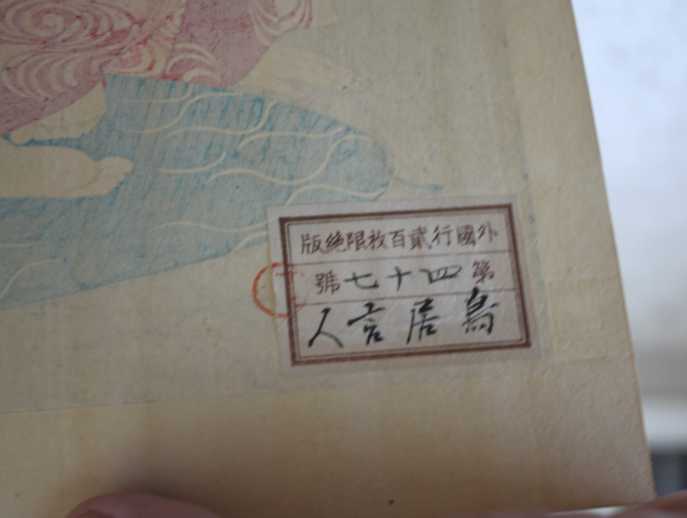 外國行貳百枚限絶版
第四十七號
鳥居言人